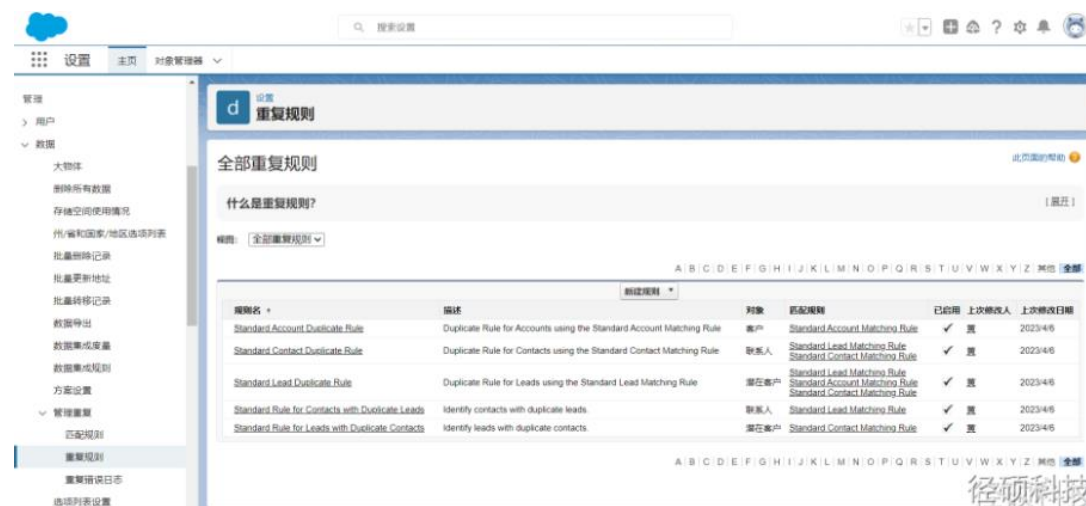 搜索设置
设置 主页 对象管理器
管理
用户
数据
大物体
删除所有数据
存储空间使用情况
州/省和国家/地区选项列表
批量删除记录
批量更新地址
批量转移记录
数据导出
数据集成度量
数据集成规则
方案设置
管理重复
匹配规则
重复规则
重复错误日志
选项列表设置
d
设置
重复规则
全部重复规则
此页面的帮助
什么是重复规则?
[展开]
视图: 全部重复规则
A B C D E F G H I J K L M N O P Q R S T U V W X Y Z 其他 全部
新建规则
规则名 描述 对象 匹配规则 已启用 上次修改人 上次修改日期
Standard Account Duplicate Rule Duplicate Rule for Accounts using the Standard Account Matching Rule 客户 Standard Account Matching Rule 2023/4/6
Standard Contact Duplicate Rule Duplicate Rule for Contacts using the Standard Contact Matching Rule 联系人 Standard Lead Matching Rule
Standard Contact Matching Rule 2023/4/6
Standard Lead Duplicate Rule Duplicate Rule for Leads using the Standard Lead Matching Rule 潜在客户 Standard Lead Matching Rule
Standard Account Matching Rule
Standard Contact Matching Rule 2023/4/6
Standard Rule for Contacts with Duplicate Leads Identify contacts with duplicate leads. 联系人 Standard Lead Matching Rule 2023/4/6
Standard Rule for Leads with Duplicate Contacts Identify leads with duplicate contacts. 潜在客户 Standard Contact Matching Rule 2023/4/6
A B C D E F G H I J K L M N O P Q R S T U V W X Y Z 其他 全部
径硕科技